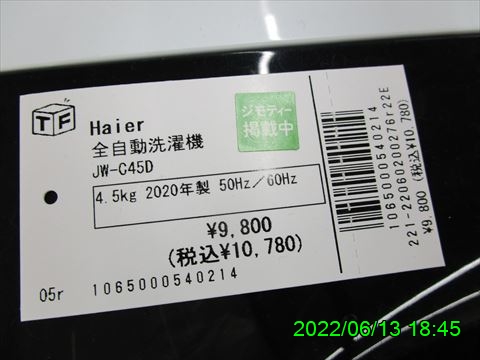 TF
Haier
全自動洗濯機
JW-C45D
4.5kg 2020年製 50Hz/60Hz
¥9,800
(税込¥10,780)
05r
1065000540214
ジモティー
掲載中
1065000540214
221-22060200276r22E
¥9,800(税込¥10,780)
2022/06/13 18:45